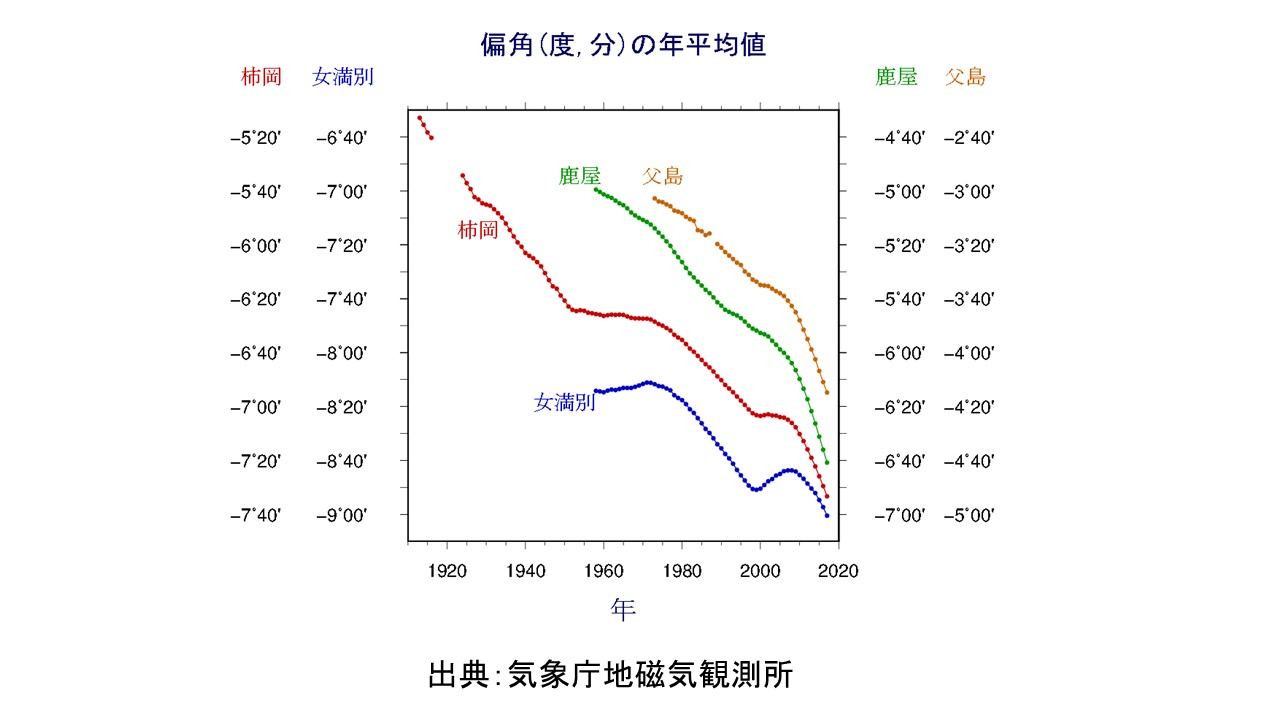 偏角(度,分)の年平均値
柿岡 女満別 鹿屋 父島
−5°20′ −6°40′ −4°40′ −2°40′
鹿屋 父島
−5°40′ −7°00′ −5°00′ −3°00′
柿岡
−6°00′ −7°20′ −5°20′ −3°20′
−6°20′ −7°40′ −5°40′ −3°40′
−6°40′ −8°00′ −6°00′ −4°00′
女満別
−7°00′ −8°20′ −6°20′ −4°20′
−7°20′ −8°40′ −6°40′ −4°40′
−7°40′ −9°00′ −7°00′ −5°00′
1920 1940 1960 1980 2000 2020
年
出典:気象庁地磁気観測所